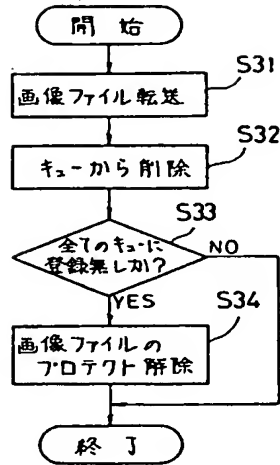 開始
S31
画像ファイル転送
S32
キューから削除
S33
全てのキューに
登録無しか?
NO
YES
S34
画像ファイルの
プロテクト解除
終了